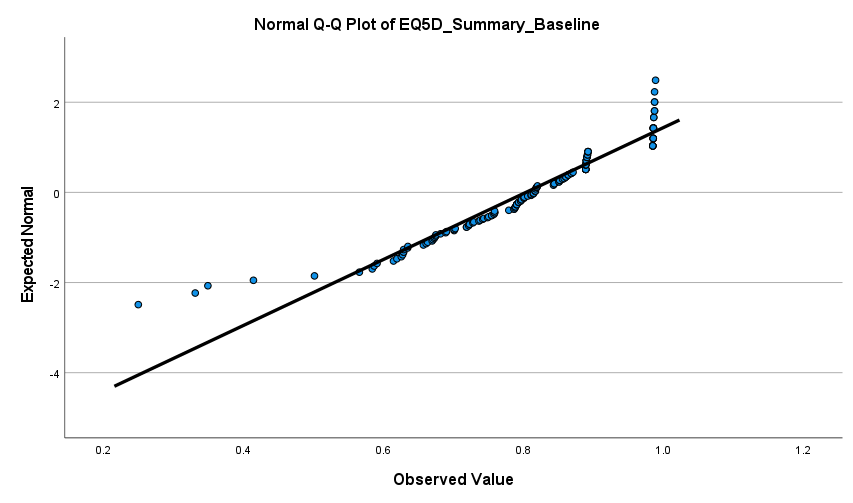 Normal Q-Q Plot of EQ5D_Summary_Baseline
Expected Normal
2
0
-2
-4
0.2 0.4 0.6 0.8 1.0 1.2
Observed Value